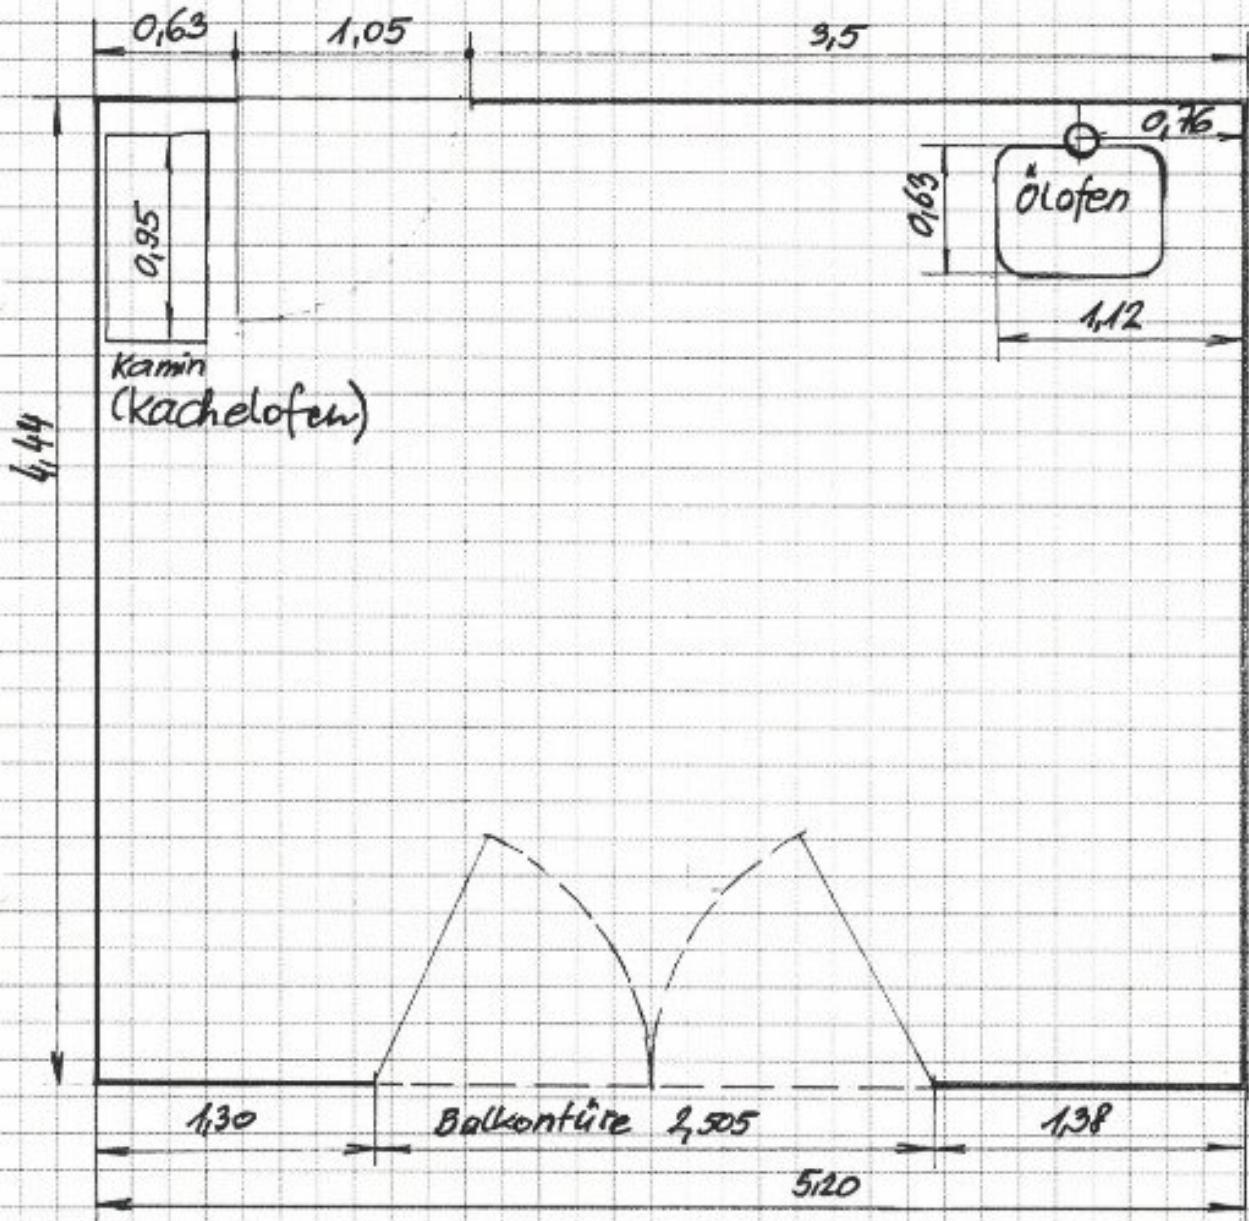 0,63
1,05
3,5
0,76
0,63
Ölofen
0,95
1,12
Kamin
(Kachelofen)
4,44
1,30
Balkontüre 2,505
1,38
5,20